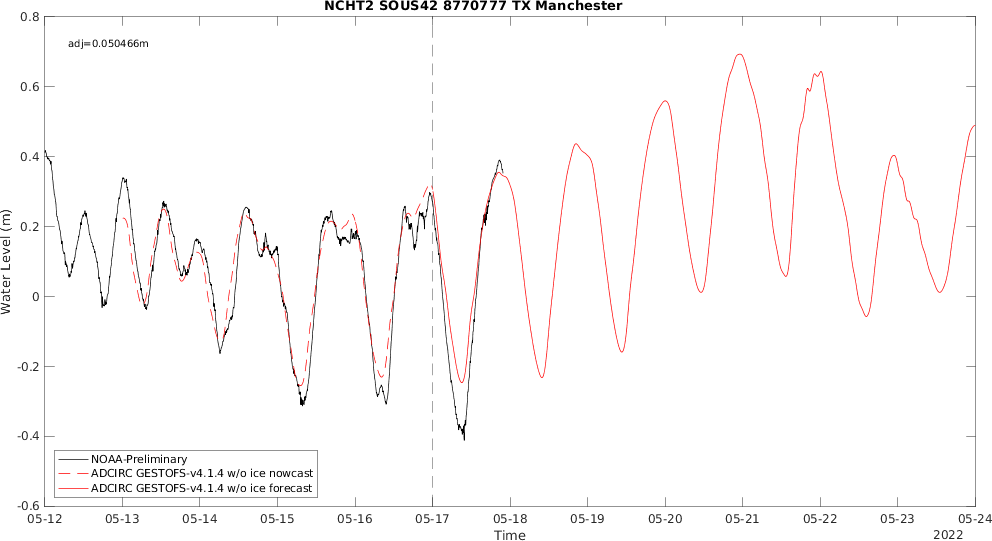 NCHT2 SOUS42 8770777 TX Manchester
adj=0.050466m
0.8
0.6
0.4
0.2
0
-0.2
-0.4
-0.6
Water Level (m)
NOAA-Preliminary
ADCIRC GESTOFS-v4.1.4 w/o ice nowcast
ADCIRC GESTOFS-v4.1.4 w/o ice forecast
05-12 05-13 05-14 05-15 05-16 05-17 05-18 05-19 05-20 05-21 05-22 05-23 05-24
Time
2022